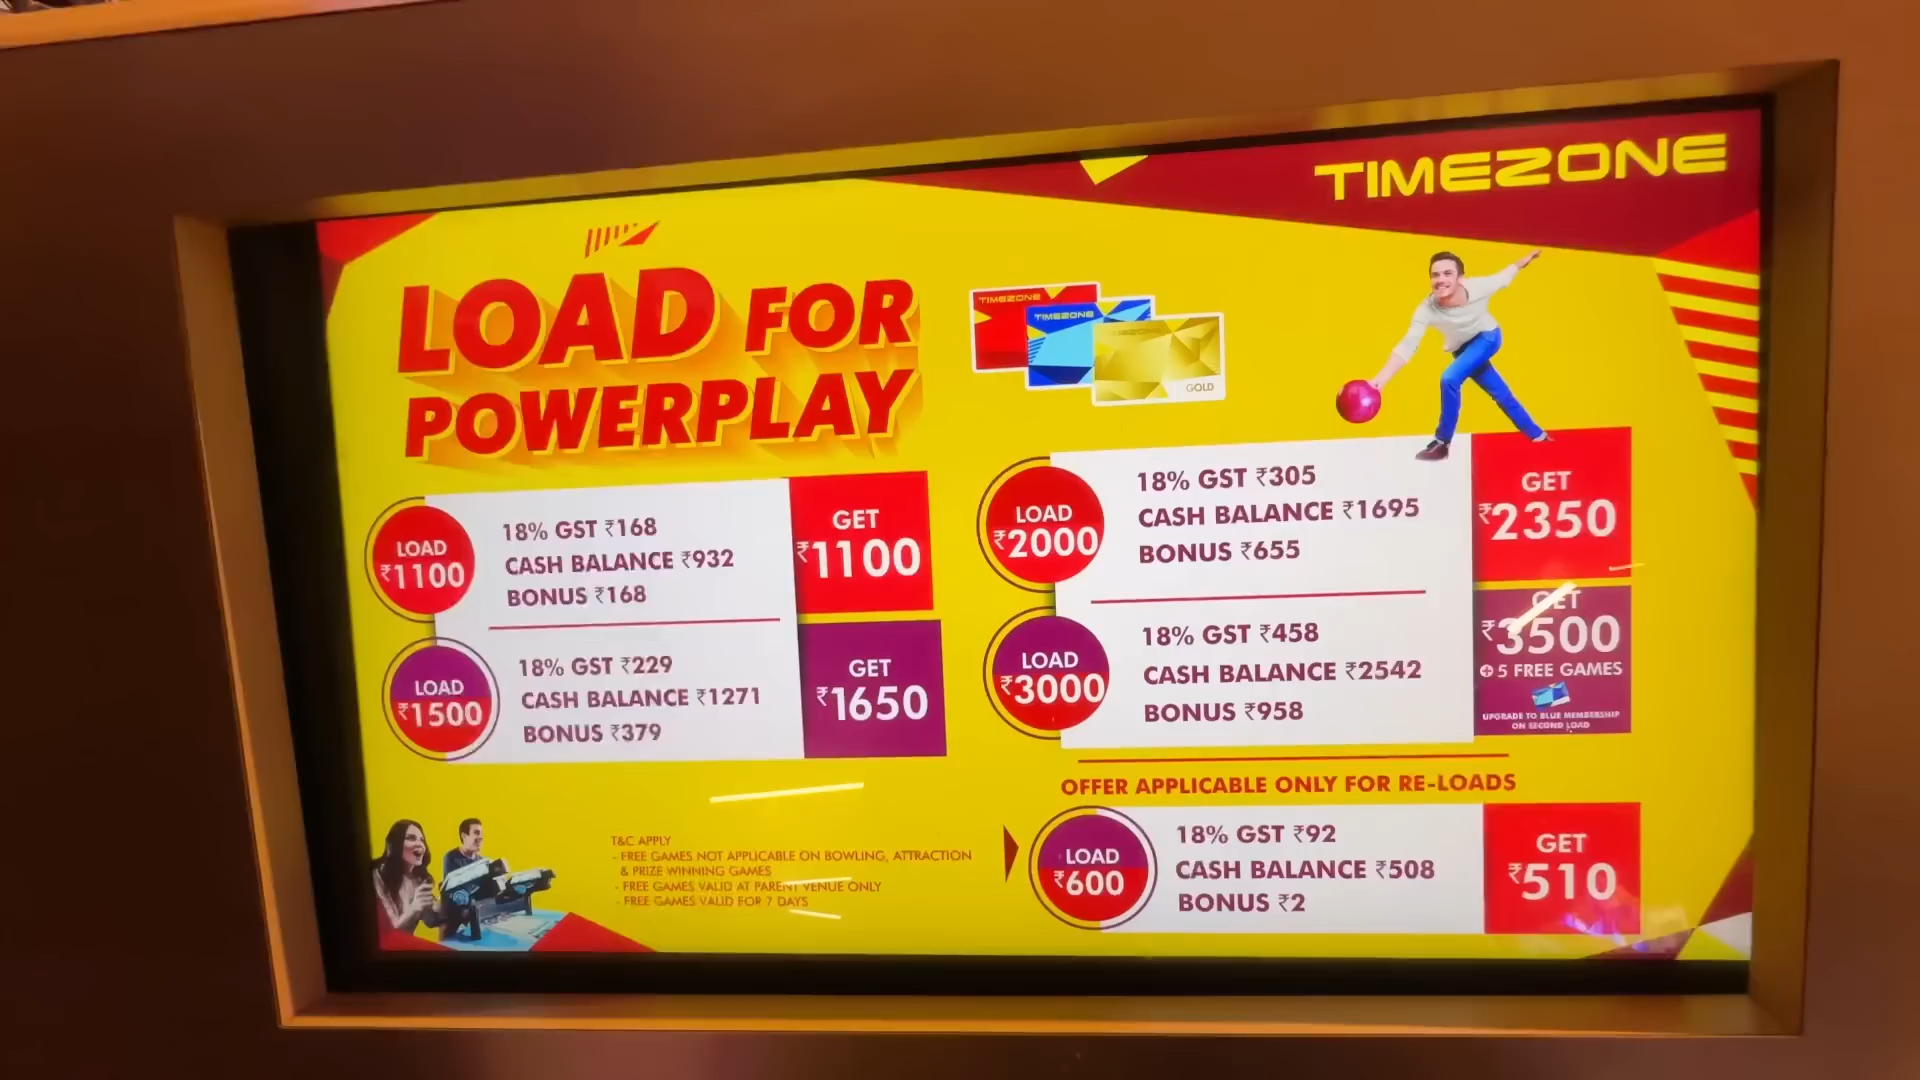 TIMEZONE
LOAD FOR
POWERPLAY
TIMEZONE
TIMEZONE
TIMEZONE
GOLD
LOAD
₹1100
18% GST ₹168
CASH BALANCE ₹932
BONUS ₹168
GET
₹1100
LOAD
₹1500
18% GST ₹229
CASH BALANCE ₹1271
BONUS ₹379
GET
₹1650
LOAD
₹2000
18% GST ₹305
CASH BALANCE ₹1695
BONUS ₹655
GET
₹2350
LOAD
₹3000
18% GST ₹458
CASH BALANCE ₹2542
BONUS ₹958
GET
₹3500
+ 5 FREE GAMES
UPGRADE TO BLUE MEMBERSHIP
ON SECOND LOAD
OFFER APPLICABLE ONLY FOR RE-LOADS
LOAD
₹600
18% GST ₹92
CASH BALANCE ₹508
BONUS ₹2
GET
₹510
T&C APPLY
- FREE GAMES NOT APPLICABLE ON BOWLING, ATTRACTION
& PRIZE WINNING GAMES
- FREE GAMES VALID AT PARENT VENUE ONLY
- FREE GAMES VALID FOR 7 DAYS